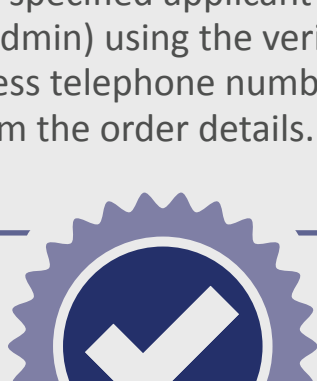 specified applicant
dmin) using the veri
ess telephone numb
m the order details.